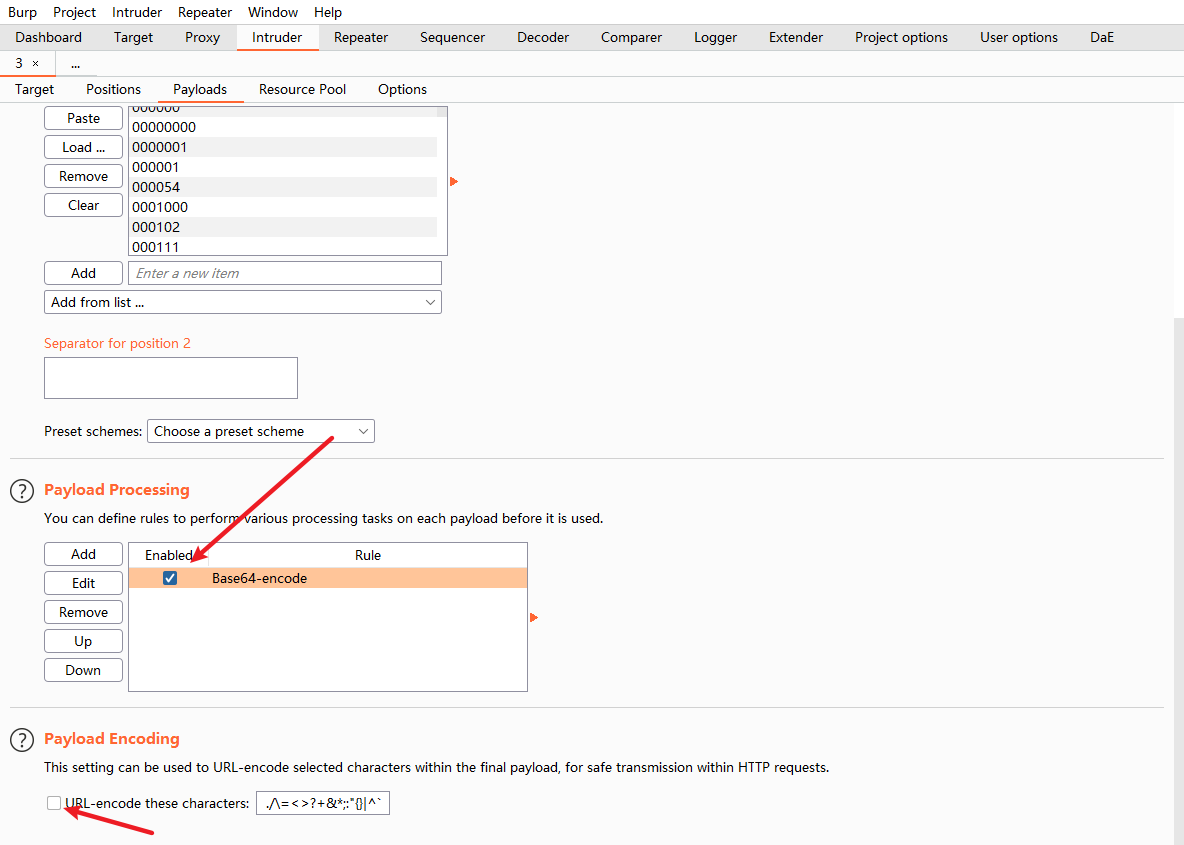 Burp Project Intruder Repeater Window Help
Dashboard Target Proxy Intruder Repeater Sequencer Decoder Comparer Logger Extender Project options User options DaE
3 × ...
Target Positions Payloads Resource Pool Options
000000
Paste
00000000
Load ...
0000001
000001
Remove
000054
Clear
0001000
000102
000111
Add Enter a new item
Add from list ...
Separator for position 2
Preset schemes: Choose a preset scheme
? Payload Processing
You can define rules to perform various processing tasks on each payload before it is used.
Add Enabled Rule
Edit Base64-encode
Remove
Up
Down
? Payload Encoding
This setting can be used to URL-encode selected characters within the final payload, for safe transmission within HTTP requests.
URL-encode these characters: ./\=<>?+&*;:"{}|^`